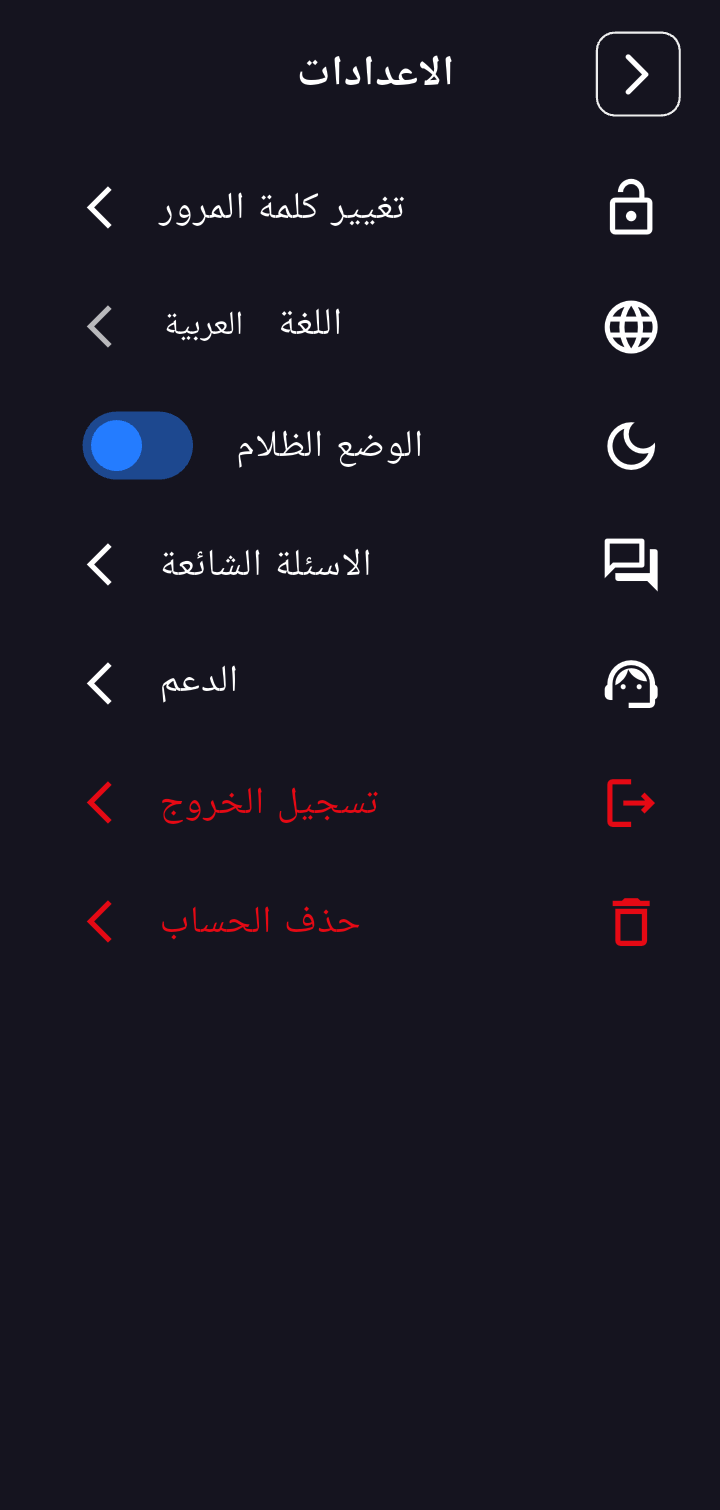 الاعدادات
تغيير كلمة المرور
اللغة العربية
الوضع الظلام
الاسئلة الشائعة
الدعم
تسجيل الخروج
حذف الحساب